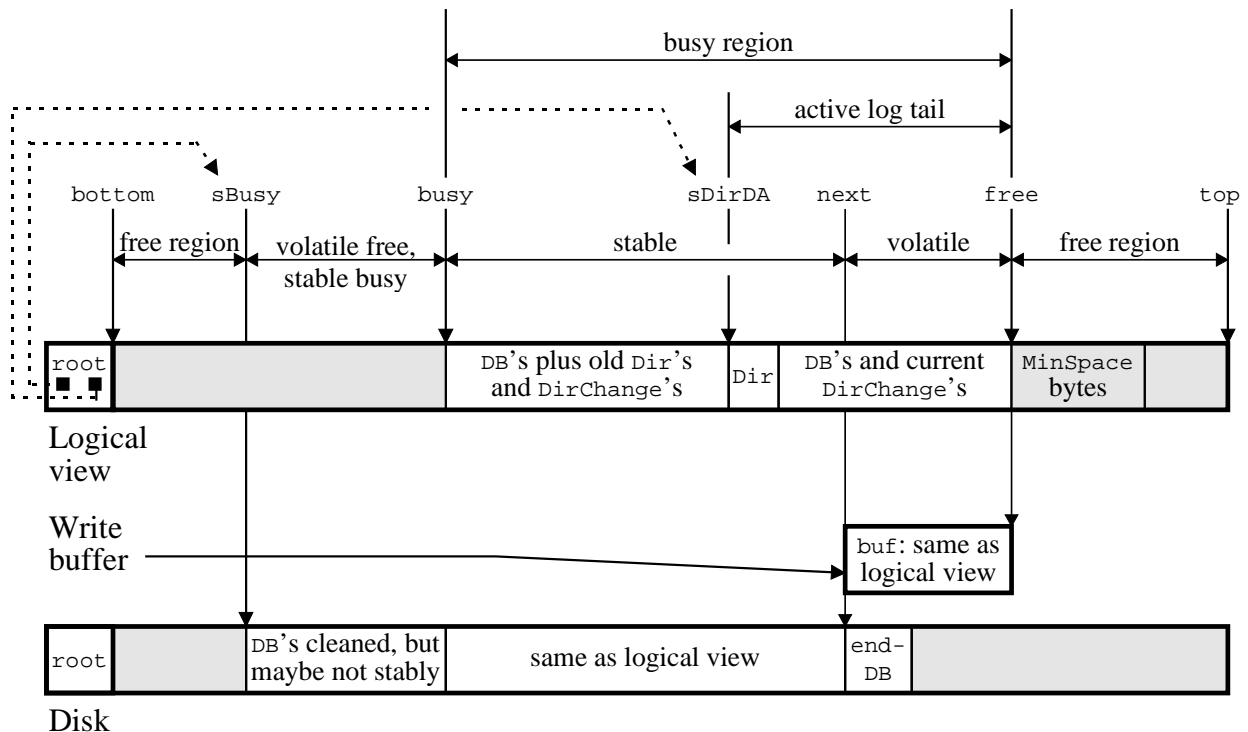 busy region
active log tail
bottom sBusy busy sDirDA next free top
free region volatile free, stable volatile free region
stable busy
root DB's plus old Dir's Dir DB's and current MinSpace
and DirChange's DirChange's bytes
Logical
view
Write
buffer
buf: same as
logical view
root DB's cleaned, but same as logical view end-
maybe not stably DB
Disk